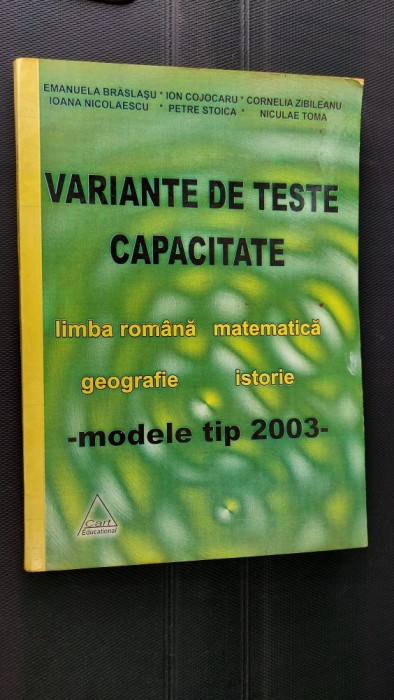 EMANUELA BRĂSLAȘU * ION COJOCARU * CORNELIA ZIBILEANU
IOANA NICOLAESCU * PETRE STOICA * NICULAE TOMA
VARIANTE DE TESTE
CAPACITATE
limba română matematică
geografie istorie
-modele tip 2003-
Cart
Educational